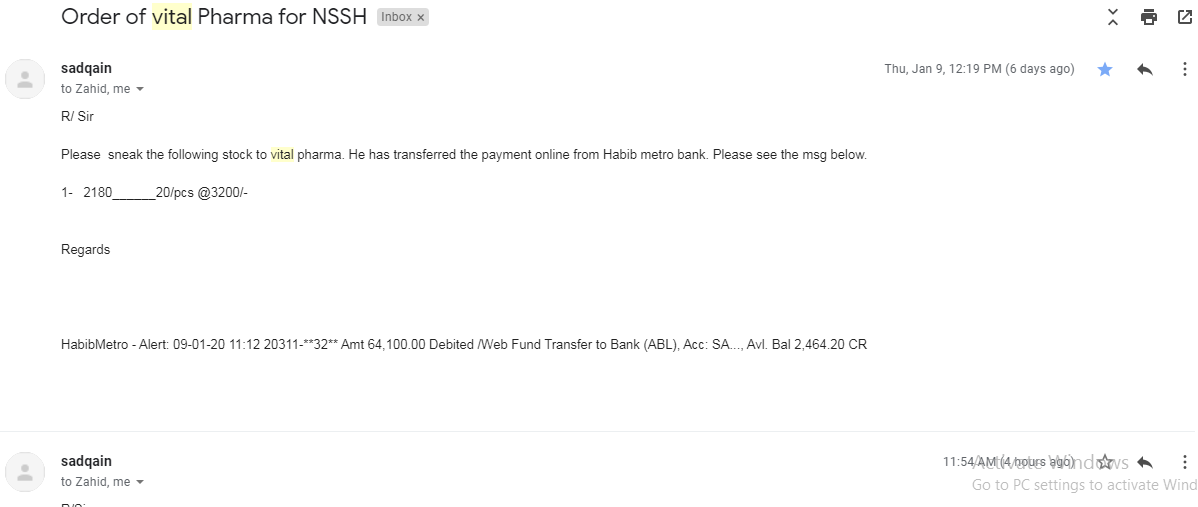 Order of vital Pharma for NSSH Inbox ×
sadqain
Thu, Jan 9, 12:19 PM (6 days ago)
to Zahid, me
R/ Sir
Please  sneak the following stock to vital pharma. He has transferred the payment online from Habib metro bank. Please see the msg below.
1-   2180______20/pcs @3200/-
Regards
HabibMetro - Alert: 09-01-20 11:12 20311-**32** Amt 64,100.00 Debited /Web Fund Transfer to Bank (ABL), Acc: SA..., Avl. Bal 2,464.20 CR
sadqain
11:54 AM (4 hours ago)
Activate Windows
to Zahid, me
Go to PC settings to activate Wind